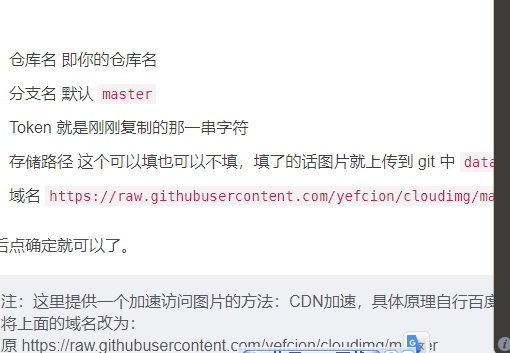 仓库名 即你的仓库名
分支名 默认 master
Token 就是刚刚复制的那一串字符
存储路径 这个可以填也可以不填，填了的话图片就上传到 git 中 data
域名 https://raw.githubusercontent.com/yefcion/cloudimg/ma
后点确定就可以了。
注：这里提供一个加速访问图片的方法：CDN加速，具体原理自行百度
将上面的域名改为：
原 https://raw.githubusercontent.com/yefcion/cloudimg/